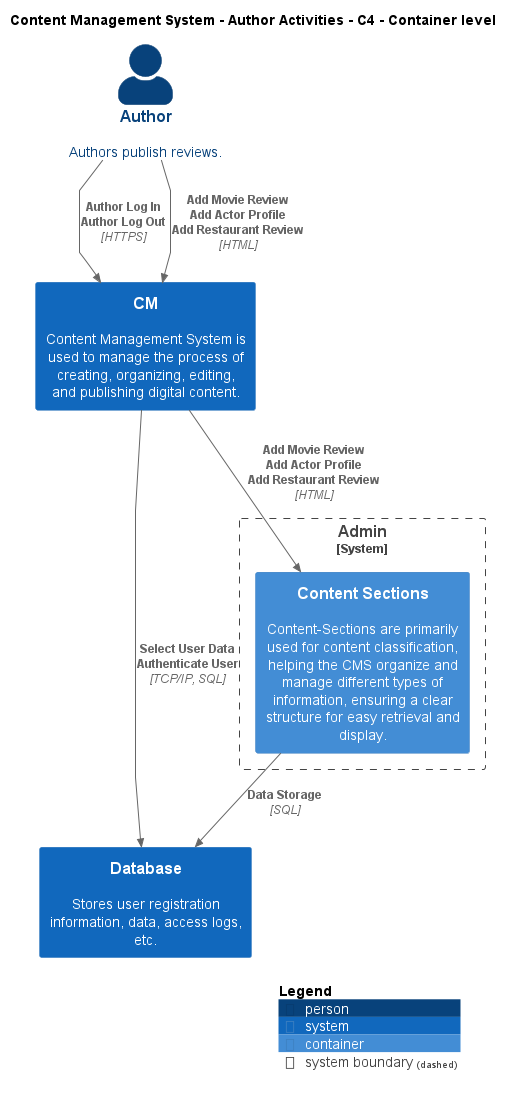 Content Management System - Author Activities - C4 - Container level
Author
Authors publish reviews.
Author Log In
Author Log Out
[HTTPS]
Add Movie Review
Add Actor Profile
Add Restaurant Review
[HTML]
CM
Content Management System is
used to manage the process of
creating, organizing, editing,
and publishing digital content.
Add Movie Review
Add Actor Profile
Add Restaurant Review
[HTML]
Admin
[System]
Content Sections
Content-Sections are primarily
used for content classification,
helping the CMS organize and
manage different types of
information, ensuring a clear
structure for easy retrieval and
display.
Select User Data
Authenticate User
[TCP/IP, SQL]
Data Storage
[SQL]
Database
Stores user registration
information, data, access logs,
etc.
Legend
person
system
container
system boundary (dashed)